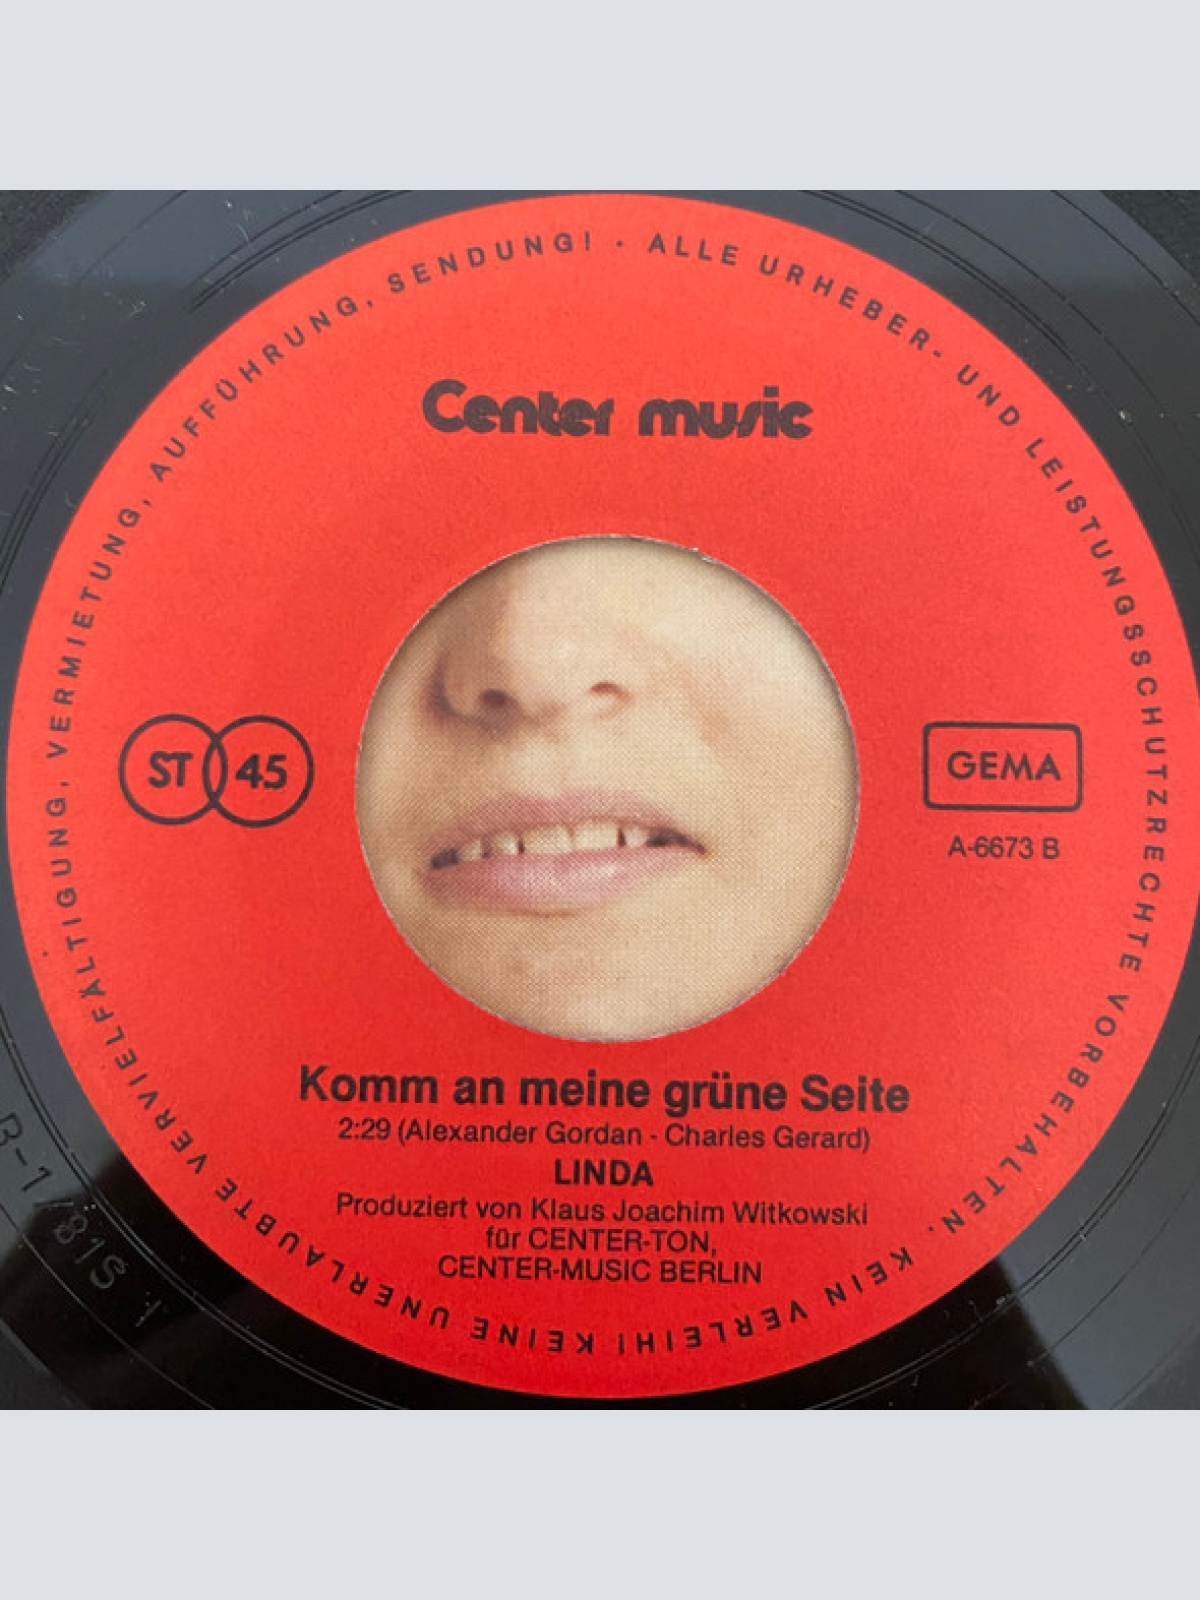 ALLE URHEBER- UND LEISTUNGSSCHUTZRECHTE VORBEHALTEN. KEIN VERLEIH! KEINE UNERLAUBTE VERVIELFÄLTIGUNG, VERMIETUNG, AUFFÜHRUNG, SENDUNG! ·
Center music
ST 45
GEMA
A-6673 B
Komm an meine grüne Seite
2:29 (Alexander Gordan - Charles Gerard)
LINDA
Produziert von Klaus Joachim Witkowski
für CENTER-TON,
CENTER-MUSIC BERLIN
B-1/81S